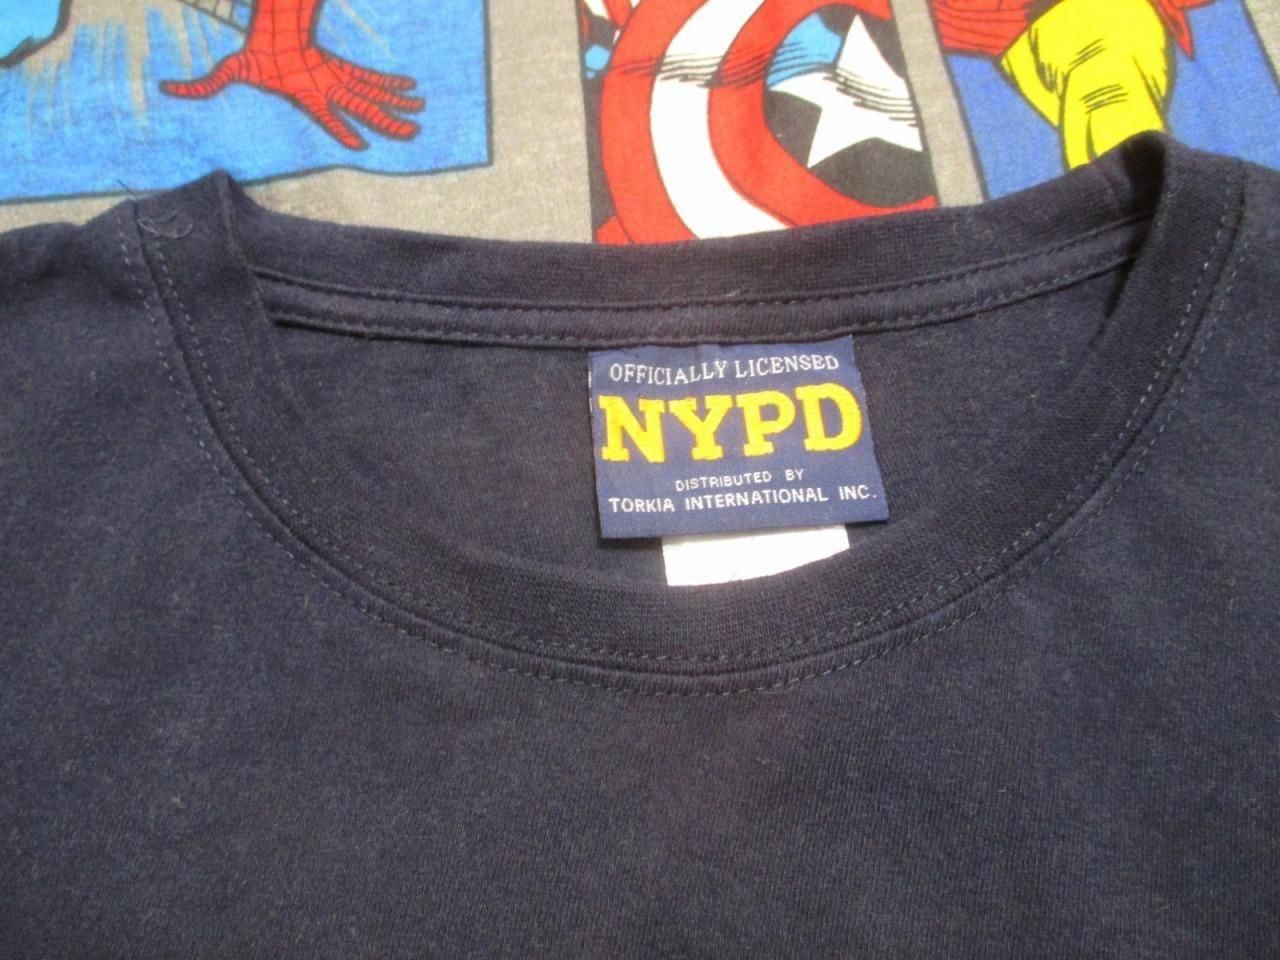 OFFICIALLY LICENSED
NYPD
DISTRIBUTED BY
TORKIA INTERNATIONAL INC.